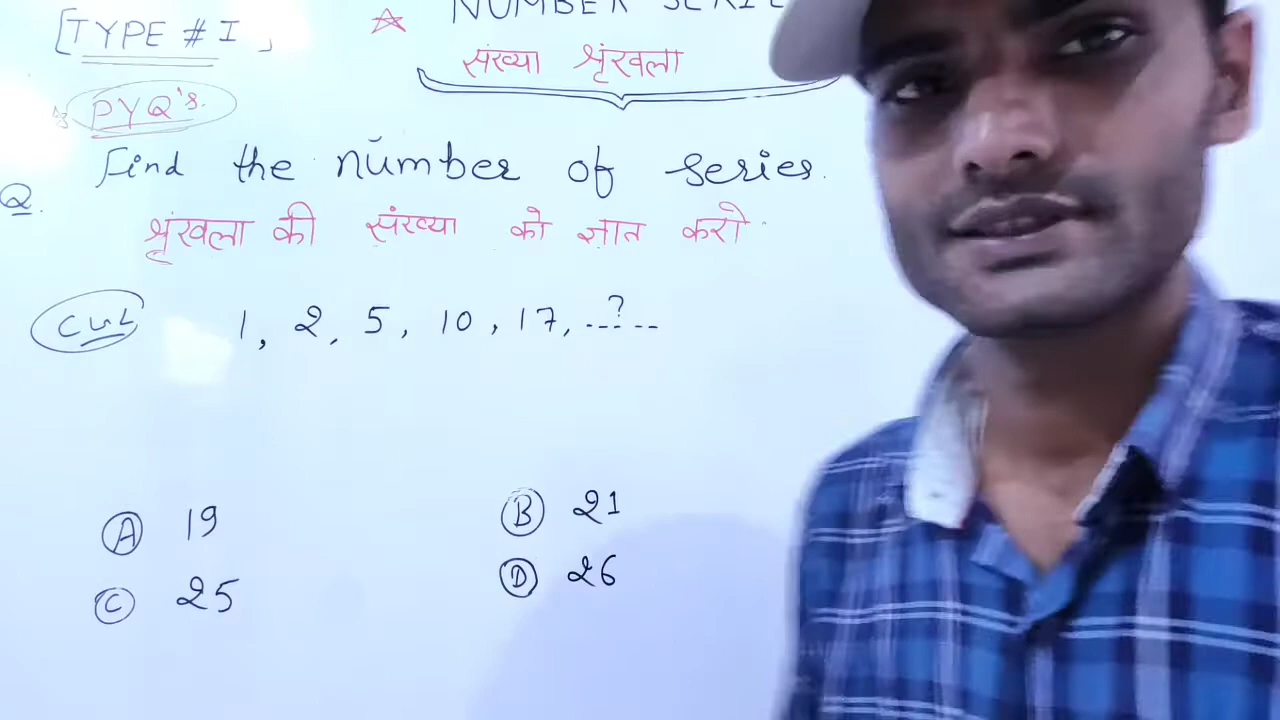 [TYPE # I,
NUMBER SERIE
संख्या श्रृंखला
PYQ's.
Q. Find the number of series.
श्रृंखला की संख्या को ज्ञात करो
1, 2, 5, 10, 17, ---?---
A 19
B 21
C 25
D 26